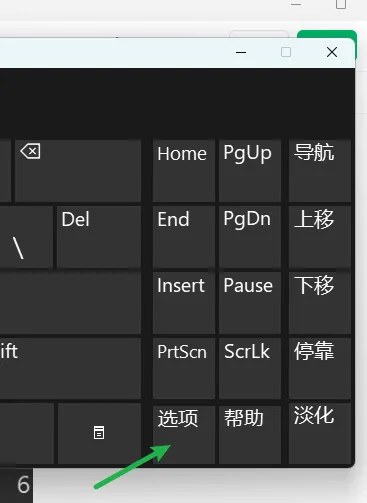 Home PgUp 导航
Del End PgDn 上移
\
Insert Pause 下移
ift PrtScn ScrLk 停靠
选项 帮助 淡化
6